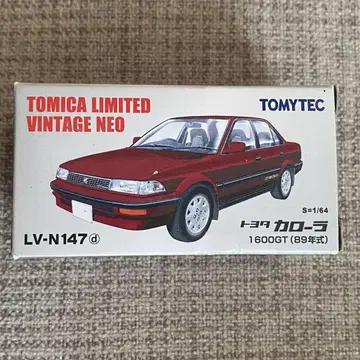 TOMICA LIMITED
VINTAGE NEO
TOMYTEC
S=1/64
LV-N147ⓓ
トヨタ カローラ
1600GT(89年式)